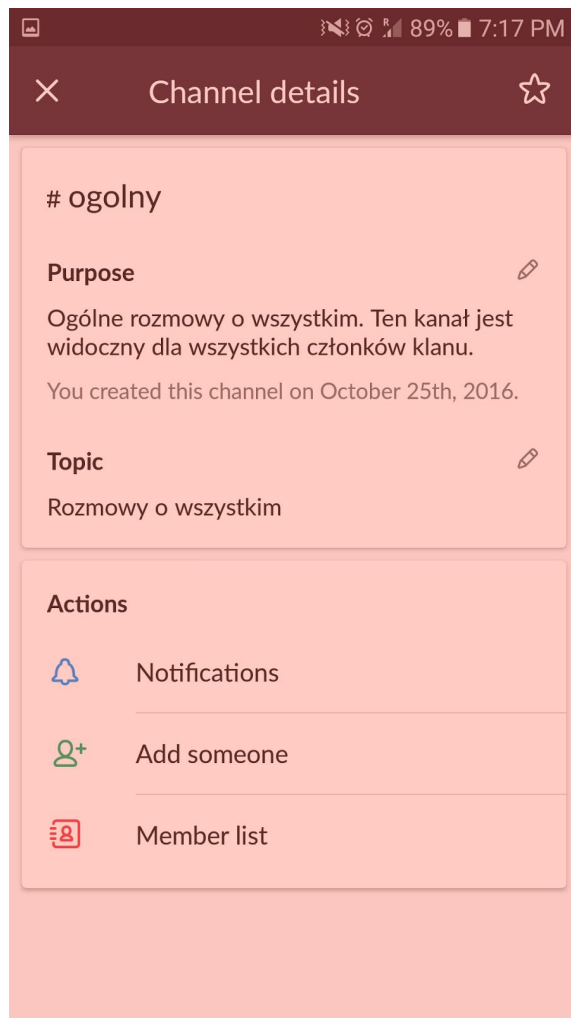 89% 7:17 PM
Channel details
# ogolny
Purpose
Ogólne rozmowy o wszystkim. Ten kanał jest
widoczny dla wszystkich członków klanu.
You created this channel on October 25th, 2016.
Topic
Rozmowy o wszystkim
Actions
Notifications
Add someone
Member list